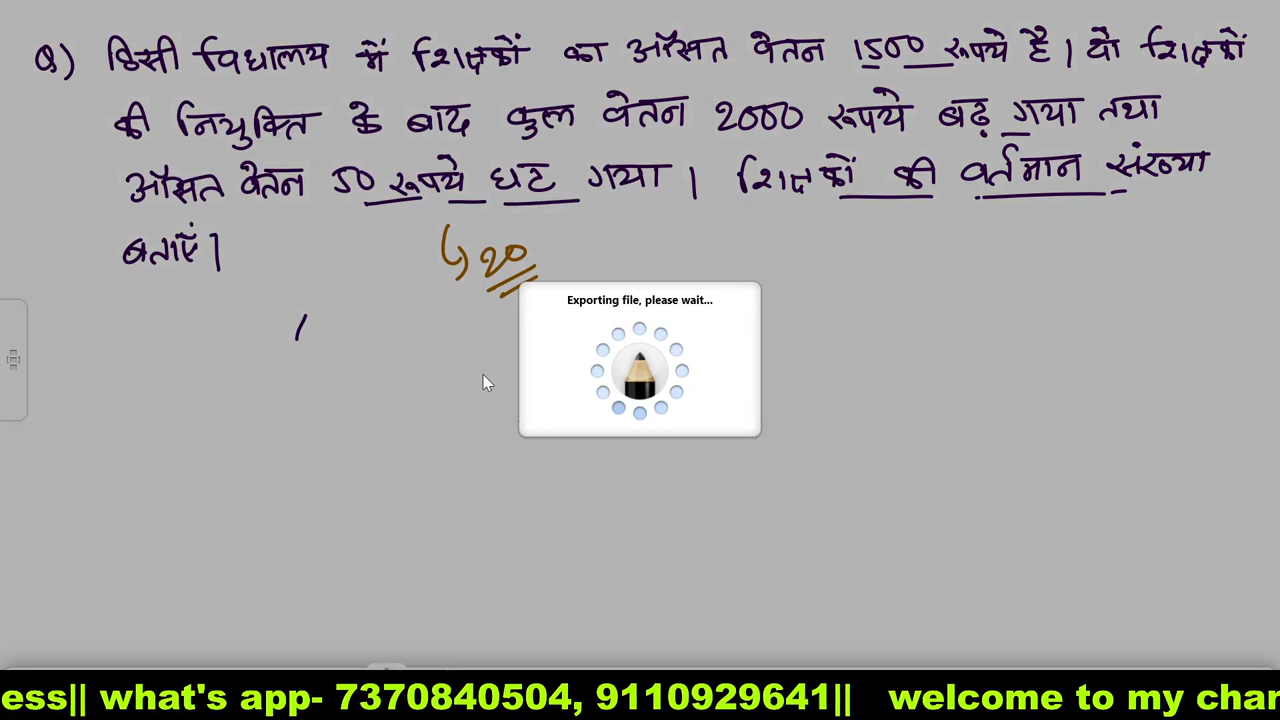 Q) किसी विद्यालय में शिक्षकों का औसत वेतन 1500 रूपये है। दो शिक्षकों
की नियुक्ति के बाद कुल वेतन 2000 रूपये बढ़ गया तथा
औसत वेतन 50 रूपये घट गया। शिक्षकों की वर्तमान संख्या
बताएँ।
20
Exporting file, please wait...
ess|| what's app- 7370840504, 9110929641|| welcome to my char